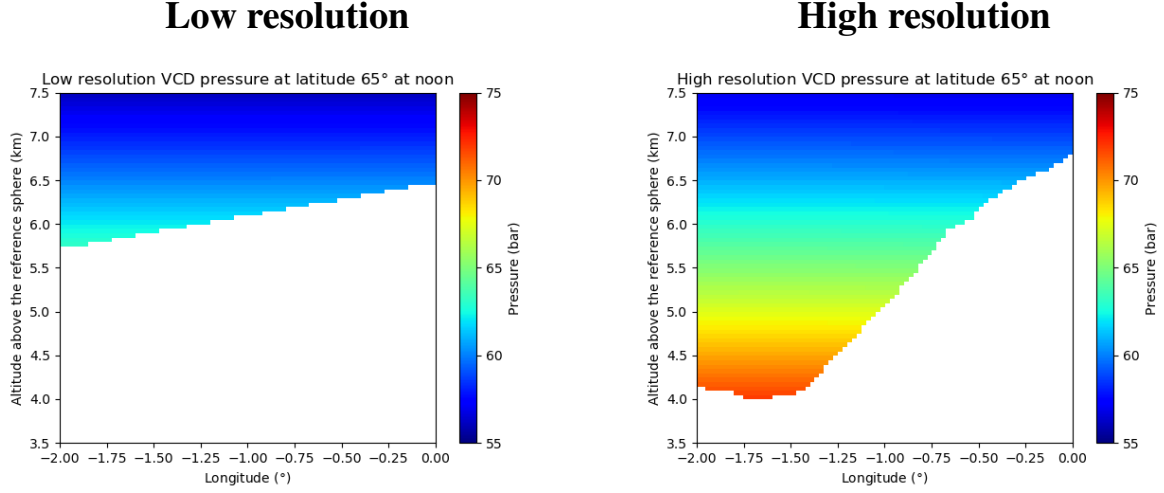 Low resolution
Low resolution VCD pressure at latitude 65° at noon
7.5
7.0
6.5
6.0
5.5
5.0
4.5
4.0
3.5
Altitude above the reference sphere (km)
−2.00 −1.75 −1.50 −1.25 −1.00 −0.75 −0.50 −0.25 0.00
Longitude (°)
75
70
65
60
55
Pressure (bar)
High resolution
High resolution VCD pressure at latitude 65° at noon
7.5
7.0
6.5
6.0
5.5
5.0
4.5
4.0
3.5
Altitude above the reference sphere (km)
−2.00 −1.75 −1.50 −1.25 −1.00 −0.75 −0.50 −0.25 0.00
Longitude (°)
75
70
65
60
55
Pressure (bar)